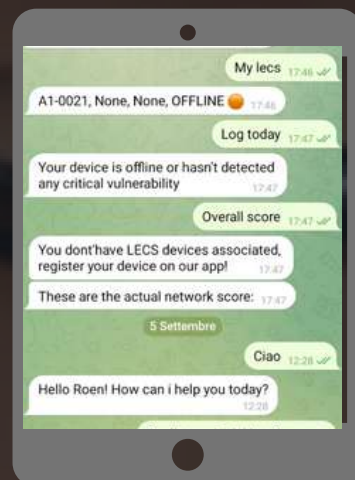 My lecs 17:46
A1-0021, None, None, OFFLINE 17:46
Log today 17:47
Your device is offline or hasn't detected
any critical vulnerability 17:47
Overall score 17:47
You dont'have LECS devices associated,
register your device on our app! 17:47
These are the actual network score: 17:47
5 Settembre
Ciao 12:28
Hello Roen! How can i help you today?
12:28